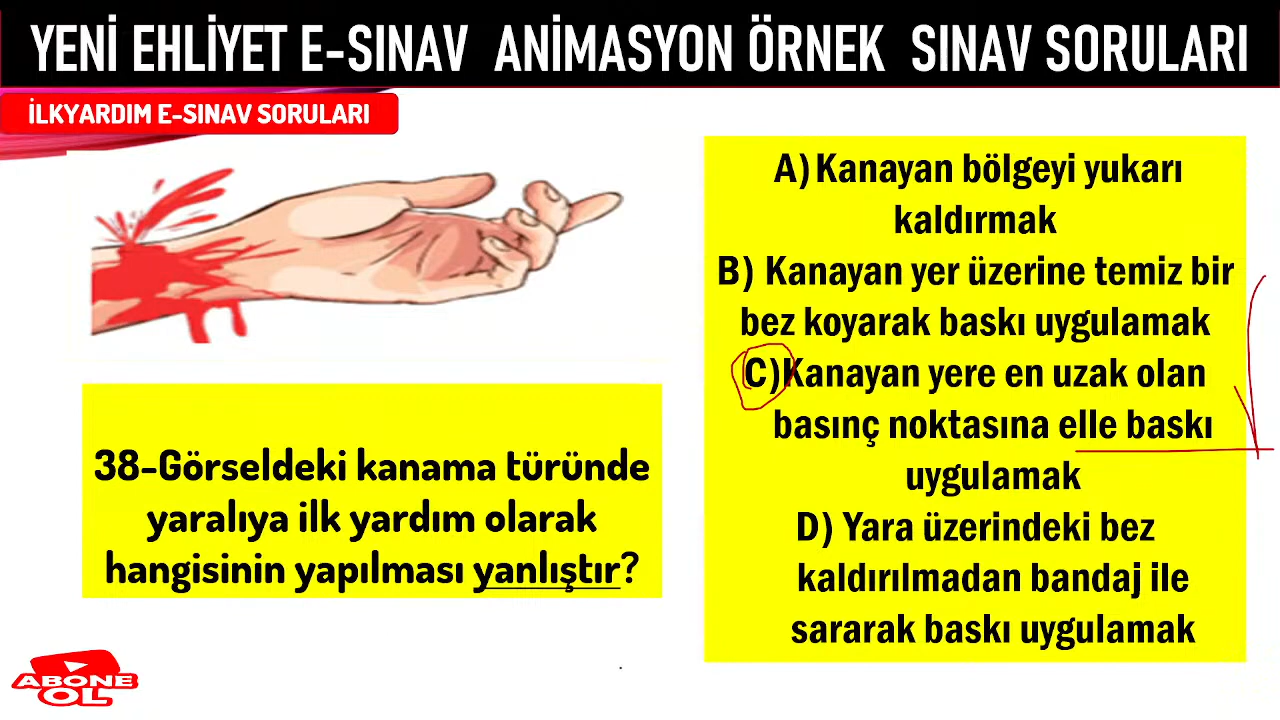 YENİ EHLİYET E-SINAV ANİMASYON ÖRNEK SINAV SORULARI
İLKYARDIM E-SINAV SORULARI
38-Görseldeki kanama türünde
yaralıya ilk yardım olarak
hangisinin yapılması yanlıştır?
A) Kanayan bölgeyi yukarı
kaldırmak
B) Kanayan yer üzerine temiz bir
bez koyarak baskı uygulamak
C)Kanayan yere en uzak olan
basınç noktasına elle baskı
uygulamak
D) Yara üzerindeki bez
kaldırılmadan bandaj ile
sararak baskı uygulamak
ABONE
OL